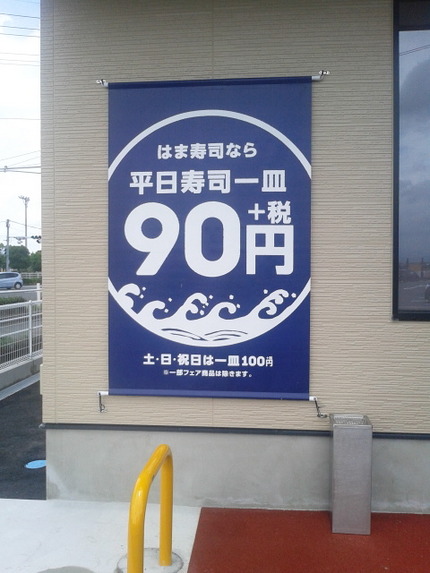 はま寿司なら
平日寿司一皿
90円+税
土・日・祝日は一皿100円
※一部フェア商品は除きます。